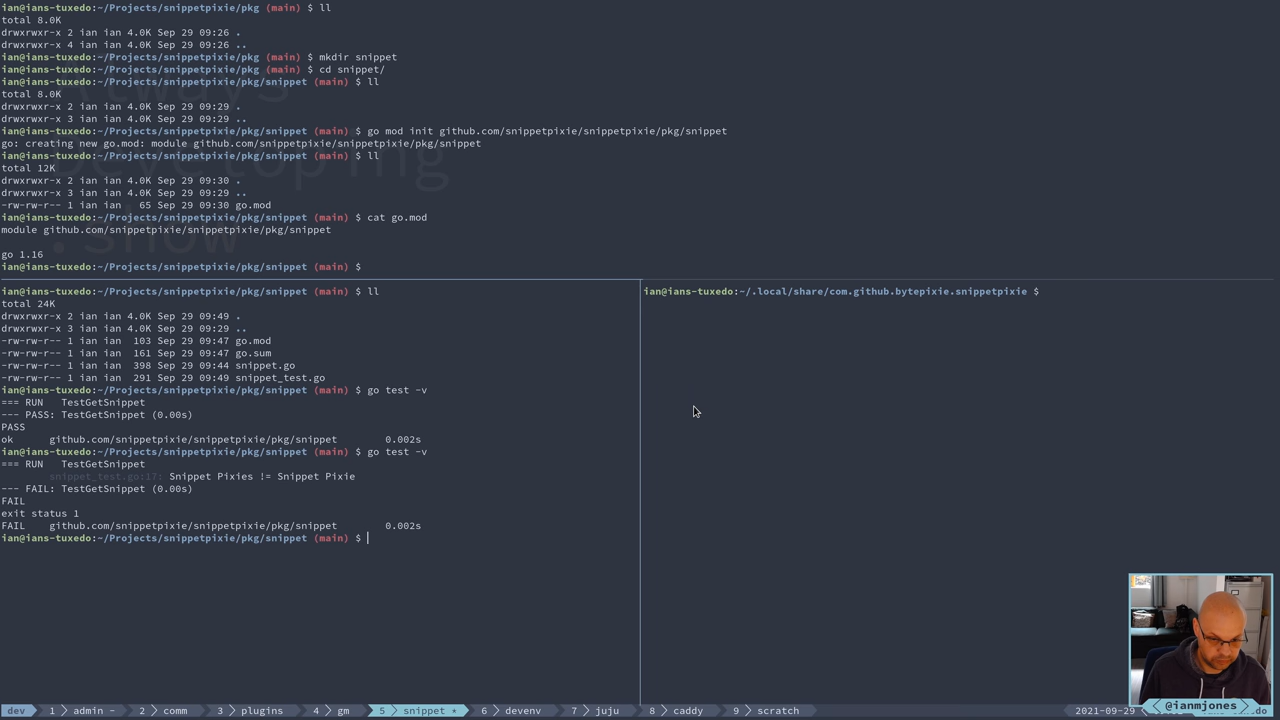 ian@ians-tuxedo:~/Projects/snippetpixie/pkg (main) $ ll
total 8.0K
drwxrwxr-x 2 ian ian 4.0K Sep 29 09:26 .
drwxrwxr-x 4 ian ian 4.0K Sep 29 09:26 ..
ian@ians-tuxedo:~/Projects/snippetpixie/pkg (main) $ mkdir snippet
ian@ians-tuxedo:~/Projects/snippetpixie/pkg (main) $ cd snippet/
ian@ians-tuxedo:~/Projects/snippetpixie/pkg/snippet (main) $ ll
total 8.0K
drwxrwxr-x 2 ian ian 4.0K Sep 29 09:29 .
drwxrwxr-x 3 ian ian 4.0K Sep 29 09:29 ..
ian@ians-tuxedo:~/Projects/snippetpixie/pkg/snippet (main) $ go mod init github.com/snippetpixie/snippetpixie/pkg/snippet
go: creating new go.mod: module github.com/snippetpixie/snippetpixie/pkg/snippet
ian@ians-tuxedo:~/Projects/snippetpixie/pkg/snippet (main) $ ll
total 12K
drwxrwxr-x 2 ian ian 4.0K Sep 29 09:30 .
drwxrwxr-x 3 ian ian 4.0K Sep 29 09:29 ..
-rw-rw-r-- 1 ian ian   65 Sep 29 09:30 go.mod
ian@ians-tuxedo:~/Projects/snippetpixie/pkg/snippet (main) $ cat go.mod
module github.com/snippetpixie/snippetpixie/pkg/snippet
go 1.16
ian@ians-tuxedo:~/Projects/snippetpixie/pkg/snippet (main) $
Always
Developing
.show
ian@ians-tuxedo:~/Projects/snippetpixie/pkg/snippet (main) $ ll
total 24K
drwxrwxr-x 2 ian ian 4.0K Sep 29 09:49 .
drwxrwxr-x 3 ian ian 4.0K Sep 29 09:29 ..
-rw-rw-r-- 1 ian ian  103 Sep 29 09:47 go.mod
-rw-rw-r-- 1 ian ian  161 Sep 29 09:47 go.sum
-rw-rw-r-- 1 ian ian  398 Sep 29 09:44 snippet.go
-rw-rw-r-- 1 ian ian  291 Sep 29 09:49 snippet_test.go
ian@ians-tuxedo:~/Projects/snippetpixie/pkg/snippet (main) $ go test -v
=== RUN   TestGetSnippet
--- PASS: TestGetSnippet (0.00s)
PASS
ok      github.com/snippetpixie/snippetpixie/pkg/snippet        0.002s
ian@ians-tuxedo:~/Projects/snippetpixie/pkg/snippet (main) $ go test -v
=== RUN   TestGetSnippet
snippet_test.go:17: Snippet Pixies != Snippet Pixie
--- FAIL: TestGetSnippet (0.00s)
FAIL
exit status 1
FAIL    github.com/snippetpixie/snippetpixie/pkg/snippet        0.002s
ian@ians-tuxedo:~/Projects/snippetpixie/pkg/snippet (main) $
ian@ians-tuxedo:~/.local/share/com.github.bytepixie.snippetpixie $
@ianmjones
dev 1 > admin - 2 > comm 3 > plugins 4 > gm 5 > snippet * 6 > devenv 7 > juju 8 > caddy 9 > scratch 2021-09-29